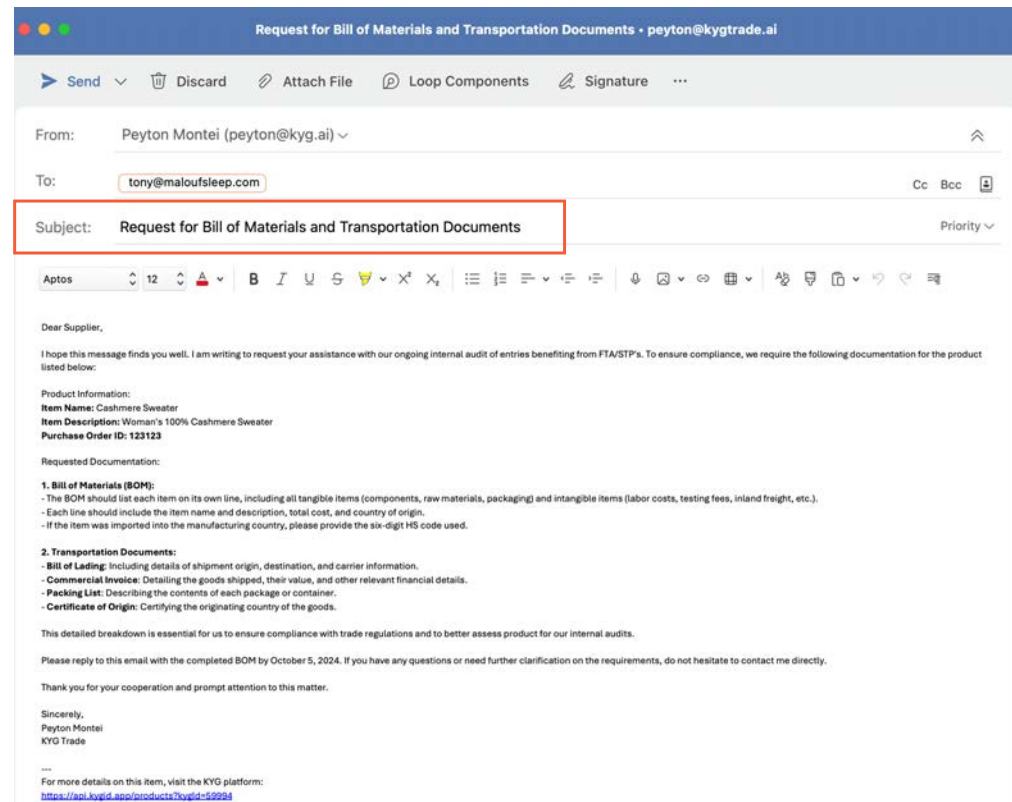 Request for Bill of Materials and Transportation Documents • peyton@kygtrade.ai
Send Discard Attach File Loop Components Signature ...
From: Peyton Montei (peyton@kyg.ai)
To: tony@maloufsleep.com Cc Bcc
Subject: Request for Bill of Materials and Transportation Documents Priority
Aptos 12 A B I U S X² X₂
Dear Supplier,
I hope this message finds you well. I am writing to request your assistance with our ongoing internal audit of entries benefiting from FTA/STP's. To ensure compliance, we require the following documentation for the product
listed below:
Product Information:
Item Name: Cashmere Sweater
Item Description: Woman's 100% Cashmere Sweater
Purchase Order ID: 123123
Requested Documentation:
1. Bill of Materials (BOM):
- The BOM should list each item on its own line, including all tangible items (components, raw materials, packaging) and intangible items (labor costs, testing fees, inland freight, etc.).
- Each line should include the item name and description, total cost, and country of origin.
- If the item was imported into the manufacturing country, please provide the six-digit HS code used.
2. Transportation Documents:
- Bill of Lading: Including details of shipment origin, destination, and carrier information.
- Commercial Invoice: Detailing the goods shipped, their value, and other relevant financial details.
- Packing List: Describing the contents of each package or container.
- Certificate of Origin: Certifying the originating country of the goods.
This detailed breakdown is essential for us to ensure compliance with trade regulations and to better assess product for our internal audits.
Please reply to this email with the completed BOM by October 5, 2024. If you have any questions or need further clarification on the requirements, do not hesitate to contact me directly.
Thank you for your cooperation and prompt attention to this matter.
Sincerely,
Peyton Montei
KYG Trade
---
For more details on this item, visit the KYG platform:
https://api.kygid.app/products?kygId=59994